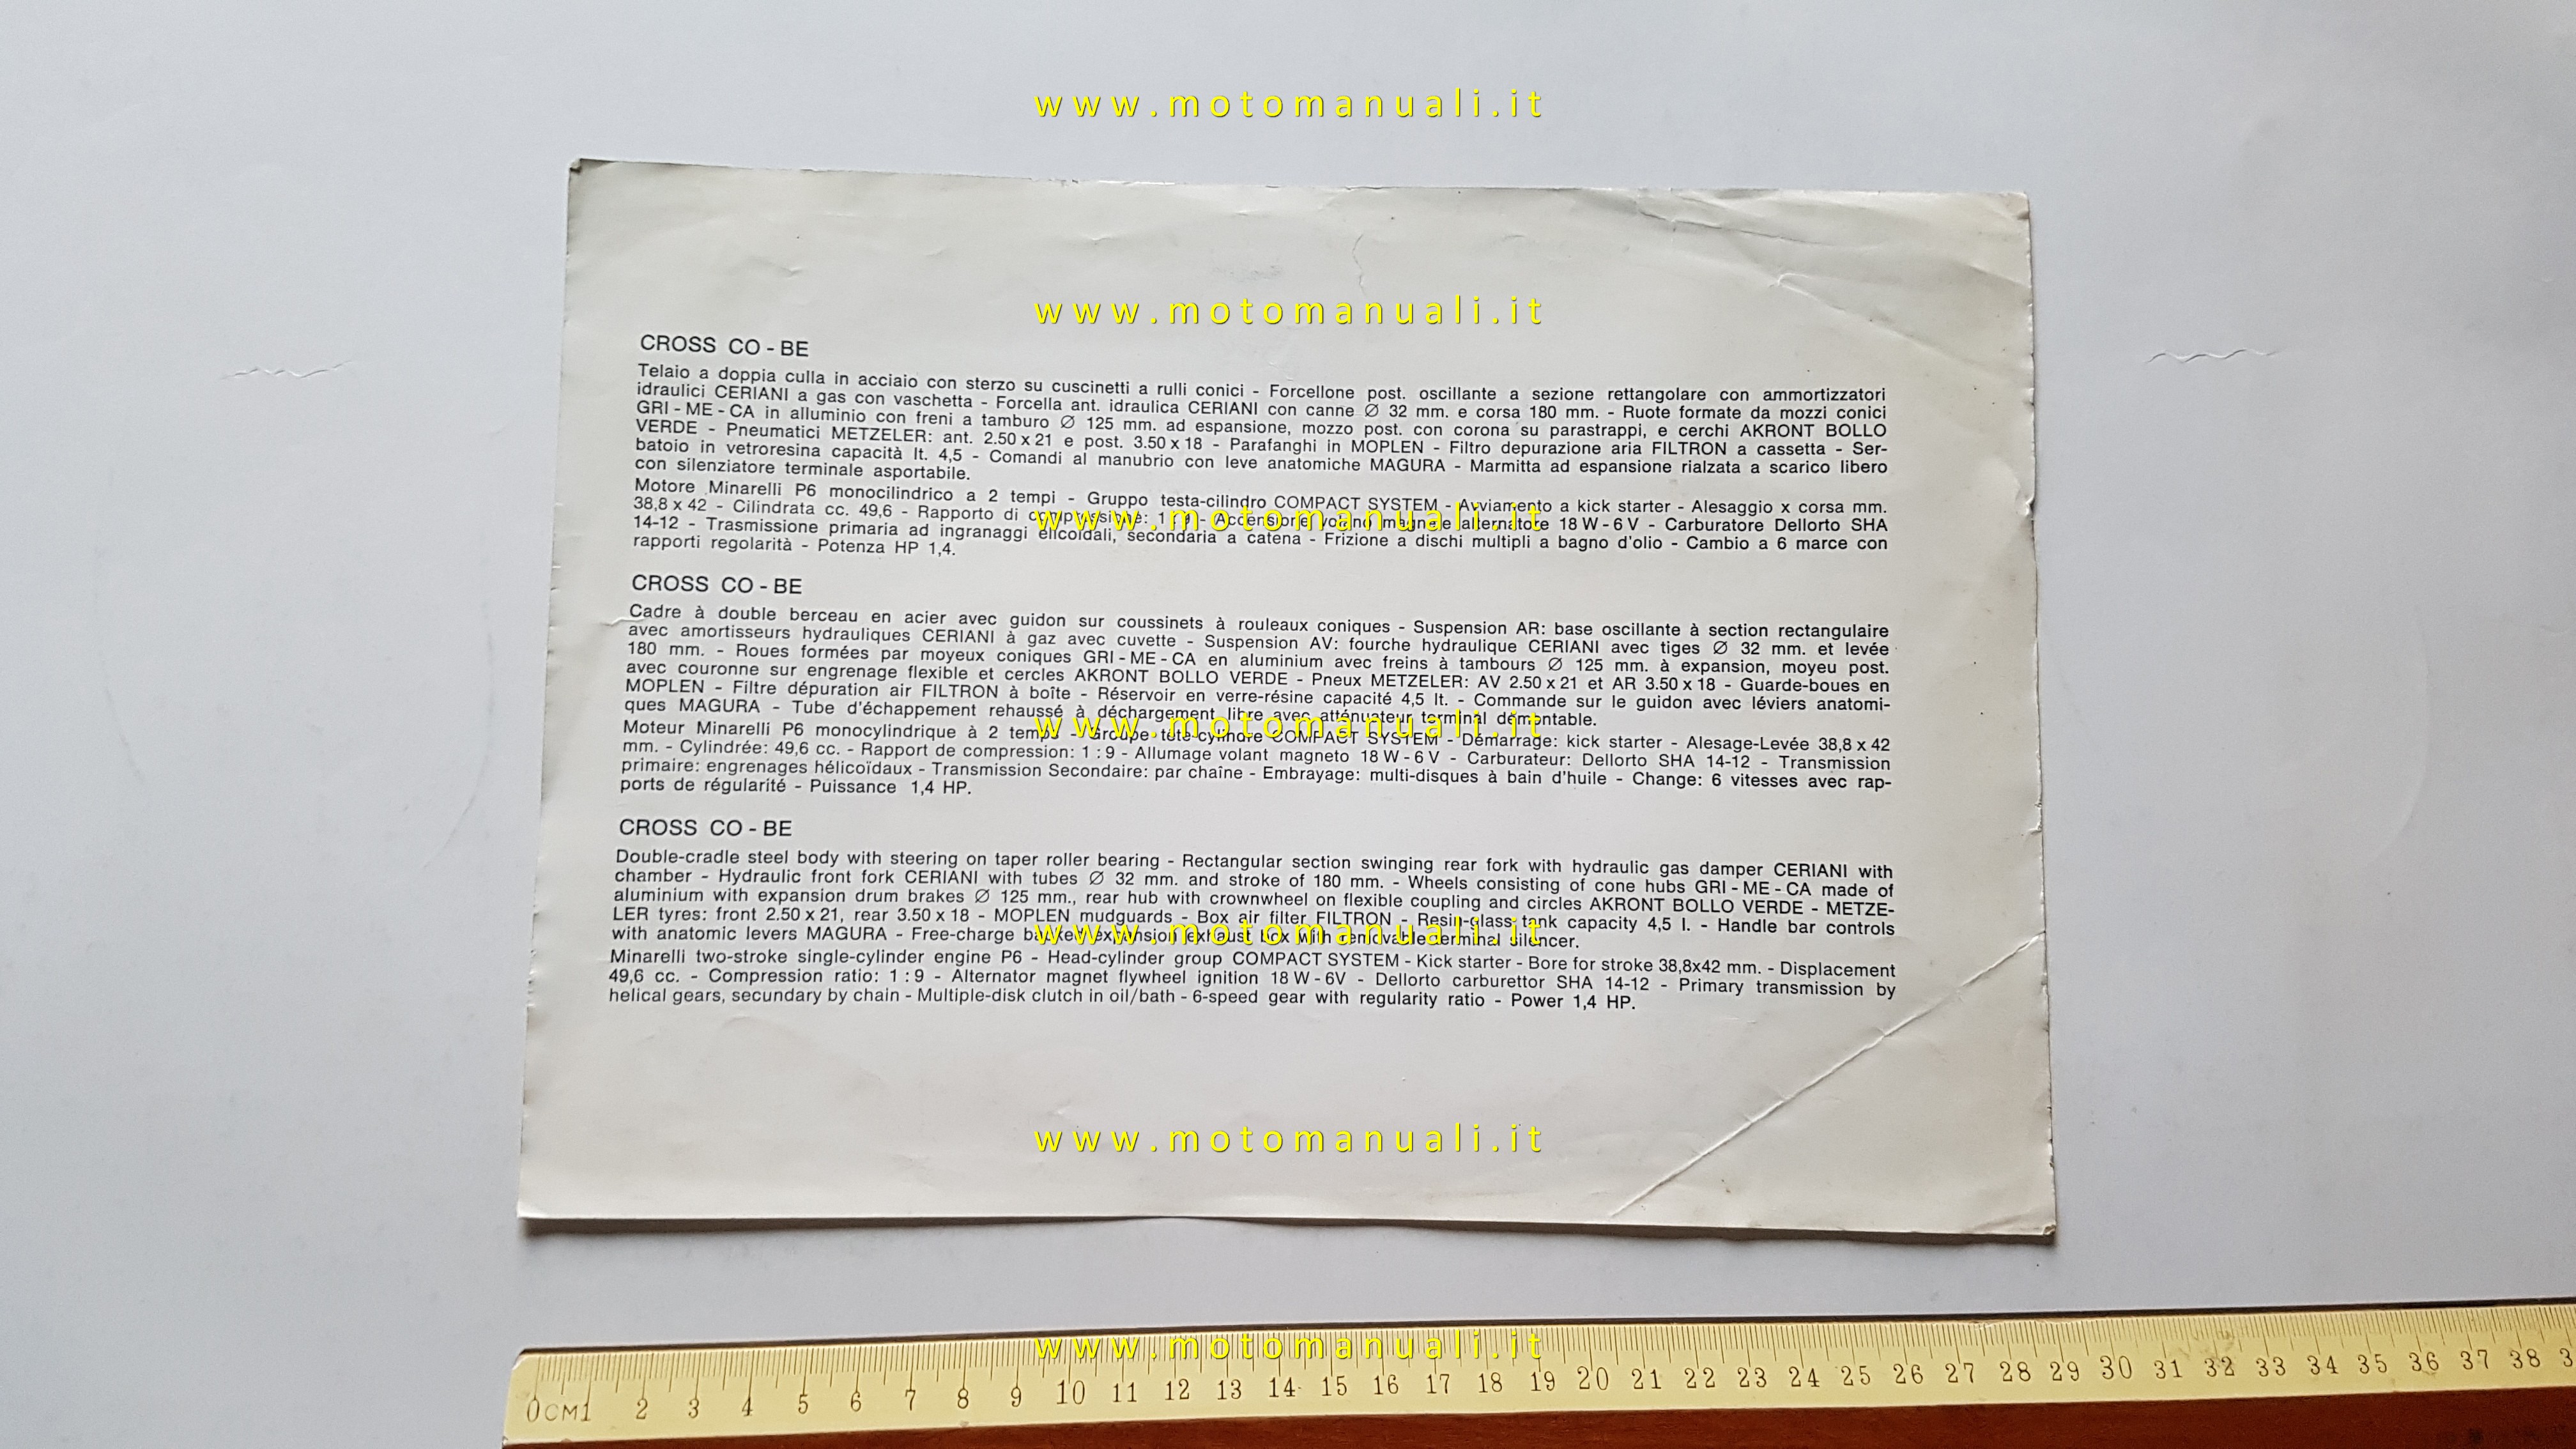 www.motomanuali.it
www.motomanuali.it
CROSS CO - BE
Telaio a doppia culla in acciaio con sterzo su cuscinetti a rulli conici - Forcellone post. oscillante a sezione rettangolare con ammortizzatori
idraulici CERIANI a gas con vaschetta - Forcella ant. idraulica CERIANI con canne Ø 32 mm. e corsa 180 mm. - Ruote formate da mozzi conici
GRI - ME - CA in alluminio con freni a tamburo Ø 125 mm. ad espansione, mozzo post. con corona su parastrappi, e cerchi AKRONT BOLLO
VERDE - Pneumatici METZELER: ant. 2.50 x 21 e post. 3.50 x 18 - Parafanghi in MOPLEN - Filtro depurazione aria FILTRON a cassetta - Ser-
batoio in vetroresina capacità lt. 4,5 - Comandi al manubrio con leve anatomiche MAGURA - Marmitta ad espansione rialzata a scarico libero
con silenziatore terminale asportabile.
Motore Minarelli P6 monocilindrico a 2 tempi - Gruppo testa-cilindro COMPACT SYSTEM - Avviamento a kick starter - Alesaggio x corsa mm.
38,8 x 42 - Cilindrata cc. 49,6 - Rapporto di compressione: 1 : 9 - Accensione volano magnete alternatore 18 W - 6 V - Carburatore Dellorto SHA
www.motomanuali.it
14-12 - Trasmissione primaria ad ingranaggi elicoidali, secondaria a catena - Frizione a dischi multipli a bagno d'olio - Cambio a 6 marce con
rapporti regolarità - Potenza HP 1,4.
CROSS CO - BE
Cadre à double berceau en acier avec guidon sur coussinets à rouleaux coniques - Suspension AR: base oscillante à section rectangulaire
avec amortisseurs hydrauliques CERIANI à gaz avec cuvette - Suspension AV: fourche hydraulique CERIANI avec tiges Ø 32 mm. et levée
180 mm. - Roues formées par moyeux coniques GRI - ME - CA en aluminium avec freins à tambours Ø 125 mm. à expansion, moyeu post.
avec couronne sur engrenage flexible et cercles AKRONT BOLLO VERDE - Pneux METZELER: AV 2.50 x 21 et AR 3.50 x 18 - Guarde-boues en
MOPLEN - Filtre dépuration air FILTRON à boîte - Réservoir en verre-résine capacité 4,5 lt. - Commande sur le guidon avec léviers anatomi-
ques MAGURA - Tube d'échappement rehaussé à déchargement libre avec atténuateur terminal démontable.
www.motomanuali.it
Moteur Minarelli P6 monocylindrique à 2 temps - Groupe tête-cylindre COMPACT SYSTEM - Démarrage: kick starter - Alesage-Levée 38,8 x 42
mm. - Cylindrée: 49,6 cc. - Rapport de compression: 1 : 9 - Allumage volant magneto 18 W - 6 V - Carburateur: Dellorto SHA 14-12 - Transmission
primaire: engrenages hélicoïdaux - Transmission Secondaire: par chaîne - Embrayage: multi-disques à bain d'huile - Change: 6 vitesses avec rap-
ports de régularité - Puissance 1,4 HP.
CROSS CO - BE
Double-cradle steel body with steering on taper roller bearing - Rectangular section swinging rear fork with hydraulic gas damper CERIANI with
chamber - Hydraulic front fork CERIANI with tubes Ø 32 mm. and stroke of 180 mm. - Wheels consisting of cone hubs GRI - ME - CA made of
aluminium with expansion drum brakes Ø 125 mm., rear hub with crownwheel on flexible coupling and circles AKRONT BOLLO VERDE - METZE-
LER tyres: front 2.50 x 21, rear 3.50 x 18 - MOPLEN mudguards - Box air filter FILTRON - Resin-glass tank capacity 4,5 l. - Handle bar controls
with anatomic levers MAGURA - Free-charge expansion exhaust box with removable terminal silencer.
www.motomanuali.it
Minarelli two-stroke single-cylinder engine P6 - Head-cylinder group COMPACT SYSTEM - Kick starter - Bore for stroke 38,8x42 mm. - Displacement
49,6 cc. - Compression ratio: 1 : 9 - Alternator magnet flywheel ignition 18 W - 6V - Dellorto carburettor SHA 14-12 - Primary transmission by
helical gears, secundary by chain - Multiple-disk clutch in oil/bath - 6-speed gear with regularity ratio - Power 1,4 HP.
www.motomanuali.it
www.motomanuali.it
0CM1 2 3 4 5 6 7 8 9 10 11 12 13 14 15 16 17 18 19 20 21 22 23 24 25 26 27 28 29 30 31 32 33 34 35 36 37 38 3